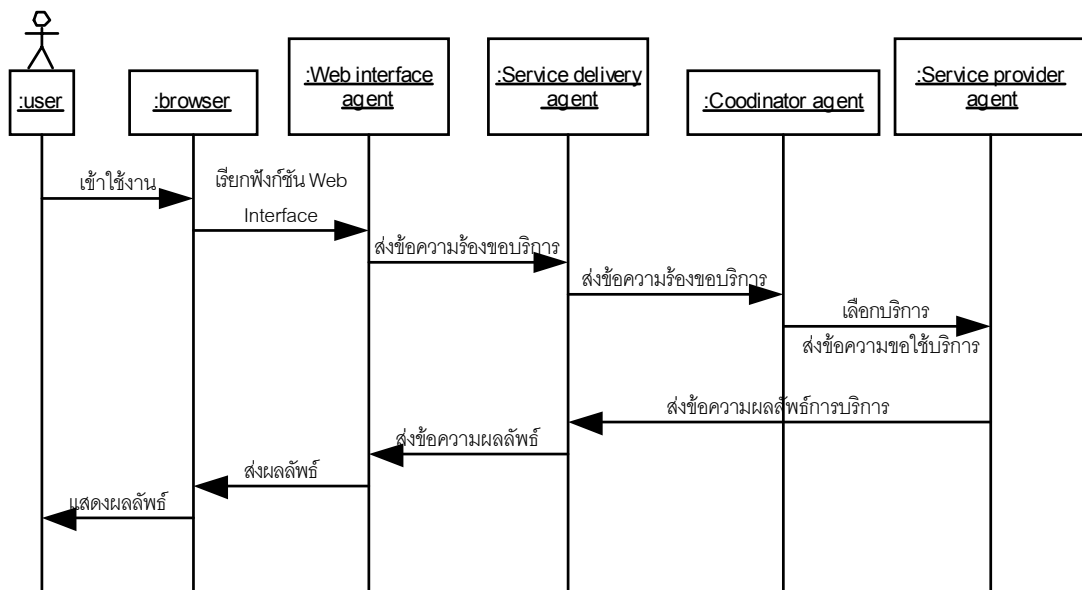 :user
:browser
:Web interface
agent
:Service delivery
agent
:Coodinator agent
:Service provider
agent
เข้าใช้งาน
เรียกฟังก์ชัน Web
Interface
ส่งข้อความร้องขอบริการ
ส่งข้อความร้องขอบริการ
เลือกบริการ
ส่งข้อความขอใช้บริการ
ส่งข้อความผลลัพธ์การบริการ
ส่งข้อความผลลัพธ์
ส่งผลลัพธ์
แสดงผลลัพธ์